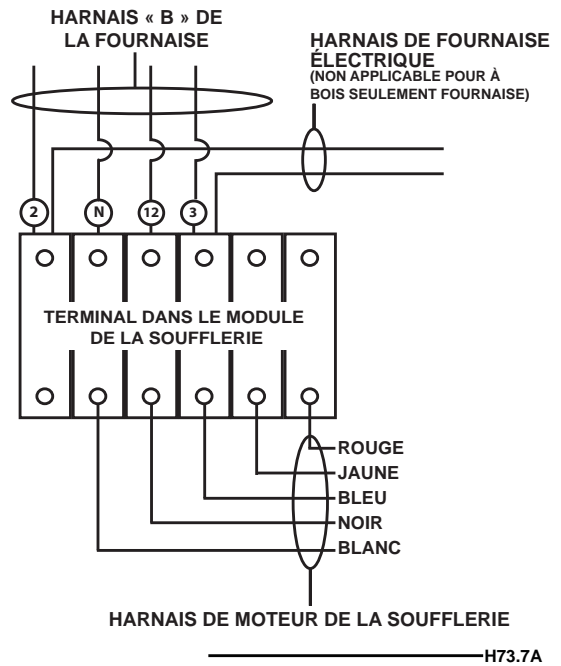 HARNAIS « B » DE
LA FOURNAISE
HARNAIS DE FOURNAISE
ÉLECTRIQUE
(NON APPLICABLE POUR À
BOIS SEULEMENT FOURNAISE)
2
N
12
3
TERMINAL DANS LE MODULE
DE LA SOUFFLERIE
ROUGE
JAUNE
BLEU
NOIR
BLANC
HARNAIS DE MOTEUR DE LA SOUFFLERIE
H73.7A